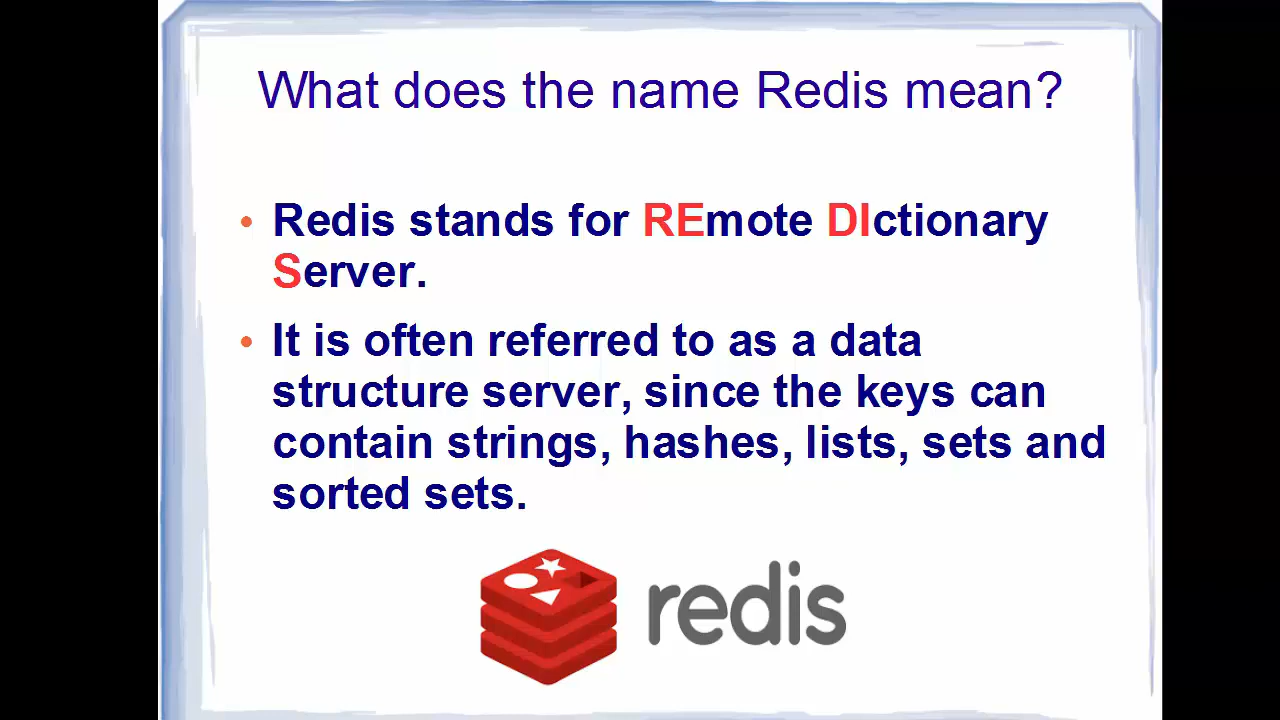 What does the name Redis mean?
• Redis stands for REmote DIctionary
Server.
• It is often referred to as a data
structure server, since the keys can
contain strings, hashes, lists, sets and
sorted sets.
redis